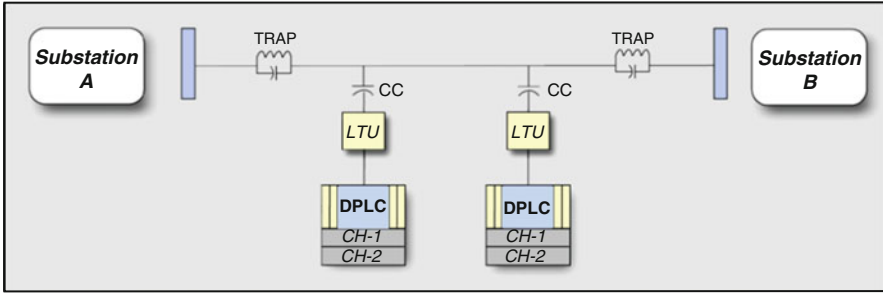 Substation
A
TRAP
TRAP
Substation
B
CC
CC
LTU
LTU
DPLC
DPLC
CH-1
CH-1
CH-2
CH-2